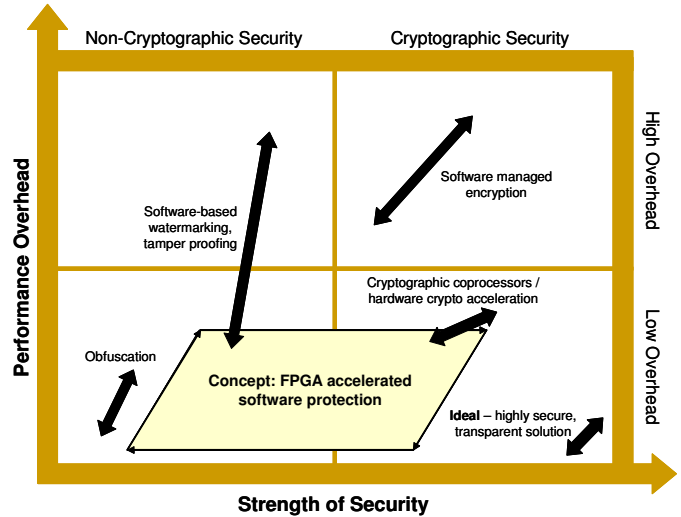 Non-Cryptographic Security
Cryptographic Security
Performance Overhead
High Overhead
Low Overhead
Software managed
encryption
Software-based
watermarking,
tamper proofing
Cryptographic coprocessors /
hardware crypto acceleration
Obfuscation
Concept: FPGA accelerated
software protection
Ideal – highly secure,
transparent solution
Strength of Security